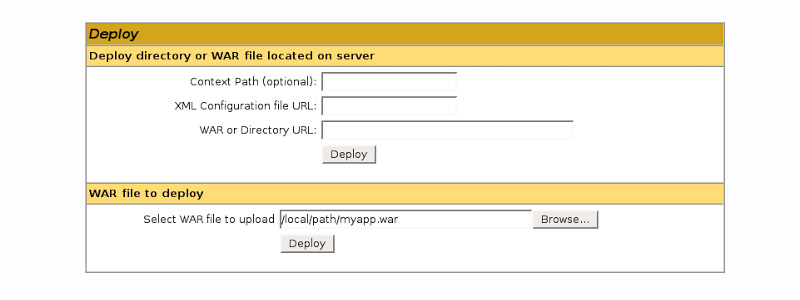 Deploy
Deploy directory or WAR file located on server
Context Path (optional):
XML Configuration file URL:
WAR or Directory URL:
Deploy
WAR file to deploy
Select WAR file to upload /local/path/myapp.war Browse...
Deploy